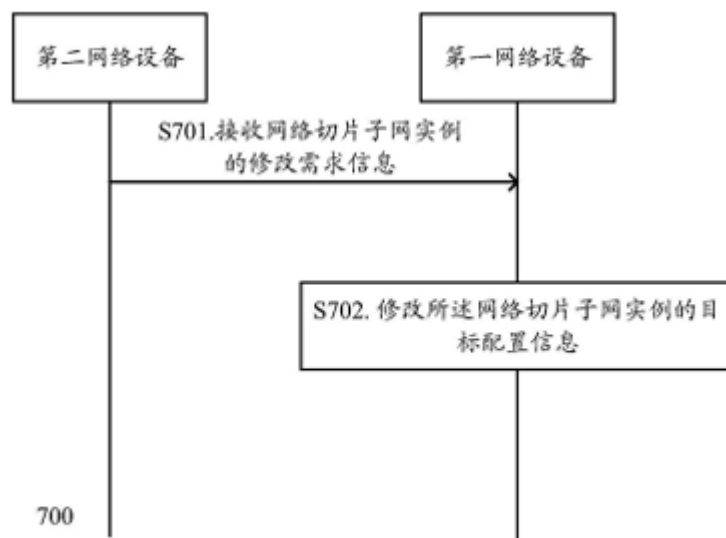 第二网络设备
第一网络设备
S701.接收网络切片子网实例
的修改需求信息
S702. 修改所述网络切片子网实例的目
标配置信息
700